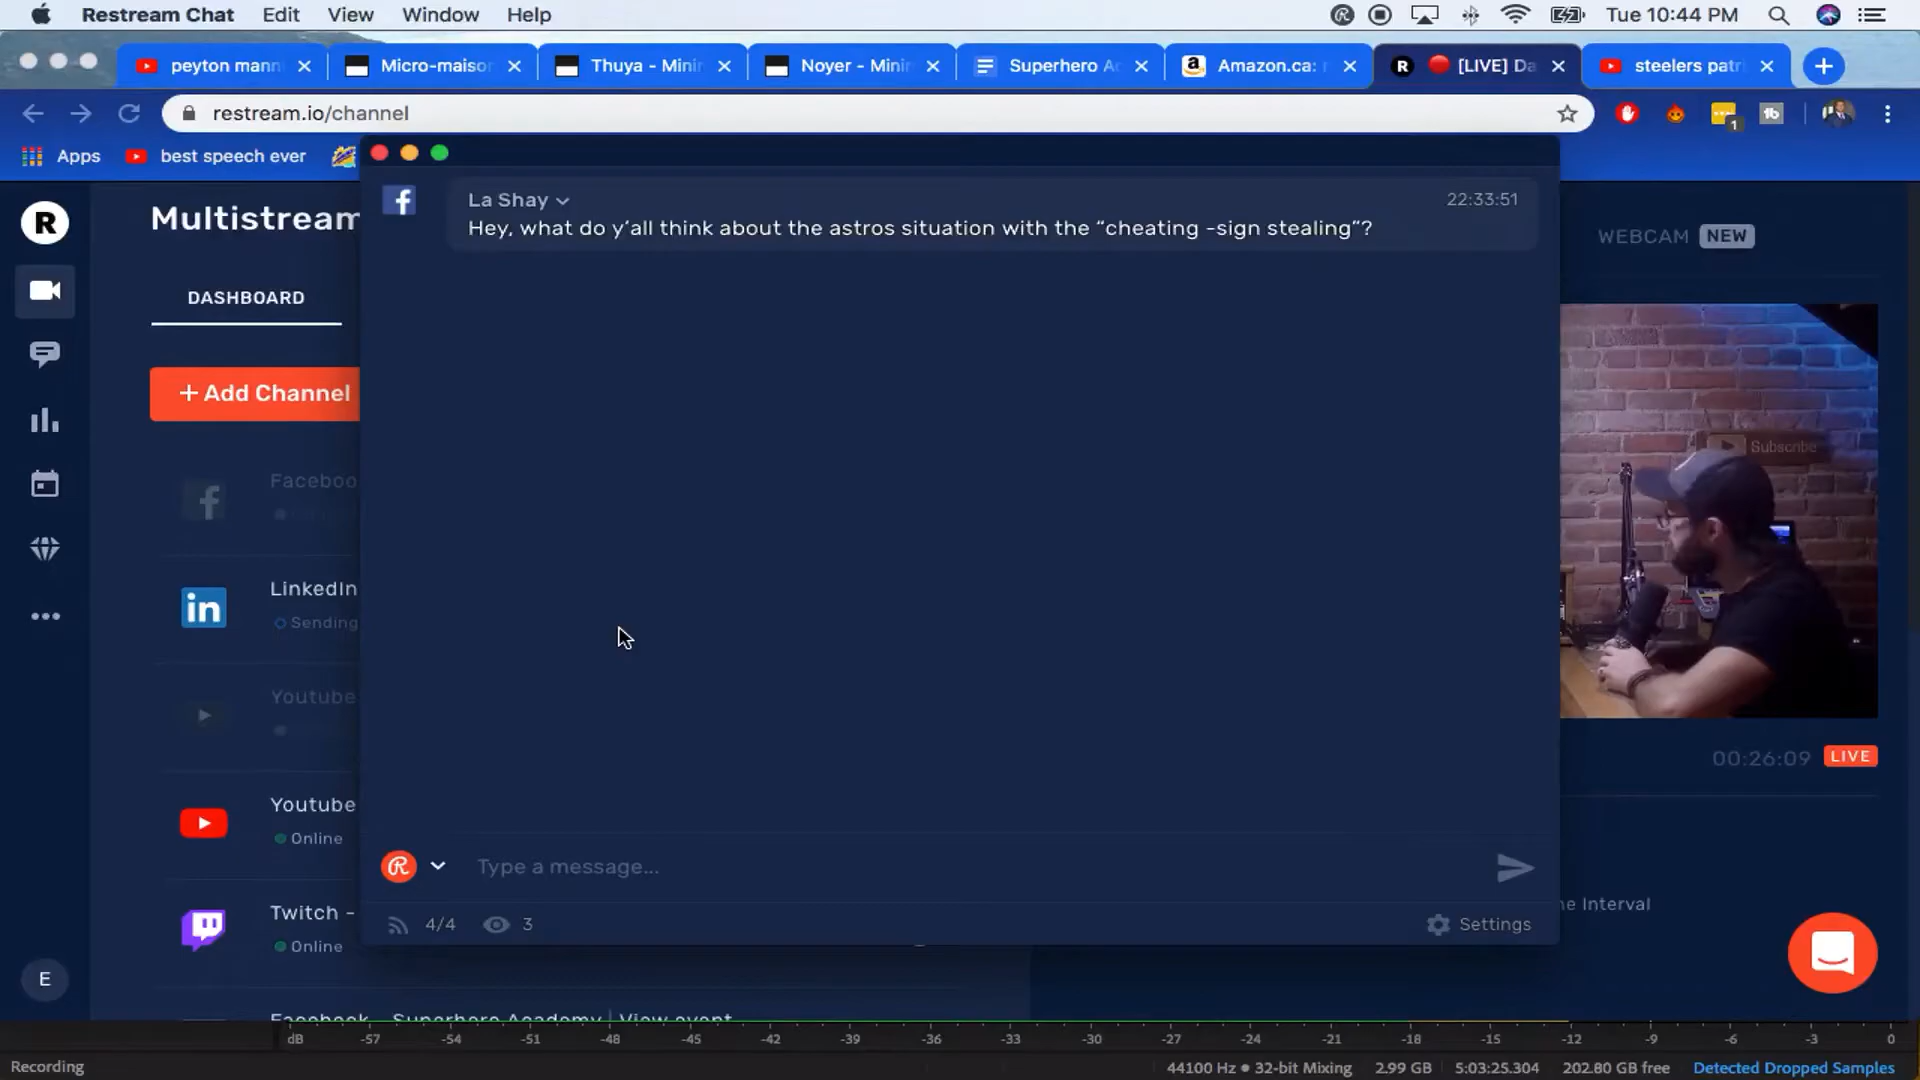 Restream Chat Edit View Window Help Tue 10:44 PM
peyton mann Micro-maiso Thuya - Mini Noyer - Mini Superhero A Amazon.ca: [LIVE] Da steelers patri
restream.io/channel
1
Apps best speech ever
La Shay 22:33:51
Hey, what do y’all think about the astros situation with the “cheating -sign stealing“?
Multistream
WEBCAM NEW
DASHBOARD
+ Add Channel
Subscribe
Faceboo
LinkedIn
Sending
Youtube
00:26:09 LIVE
Youtube
Online
Type a message...
ne Interval
Twitch -
Online
4/4 3 Settings
E
Facebook - Superhero Academy | View event
dB -57 -54 -51 -48 -45 -42 -39 -36 -33 -30 -27 -24 -21 -18 -15 -12 -9 -6 -3 0
Recording 44100 Hz ● 32-bit Mixing 2.99 GB 5:03:25.304 202.80 GB free Detected Dropped Samples